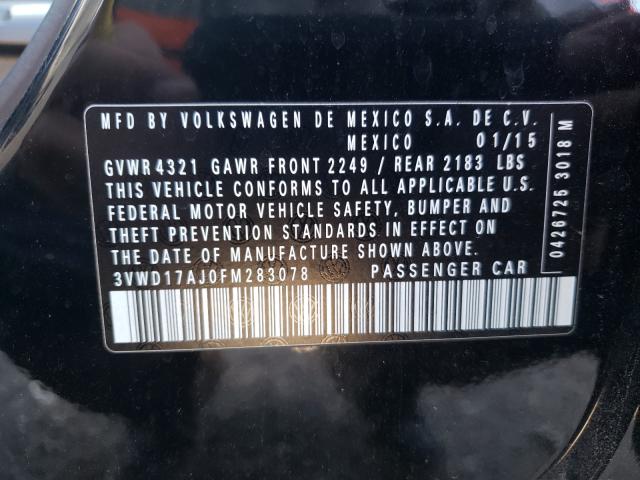 MFD BY VOLKSWAGEN DE MEXICO S.A. DE C.V.
MEXICO 01/15
GVWR 4321 GAWR FRONT 2249 / REAR 2183 LBS
THIS VEHICLE CONFORMS TO ALL APPLICABLE U.S.
FEDERAL MOTOR VEHICLE SAFETY, BUMPER AND
THEFT PREVENTION STANDARDS IN EFFECT ON
THE DATE OF MANUFACTURE SHOWN ABOVE.
3VWD17AJ0FM283078 PASSENGER CAR
0426725 3018 M